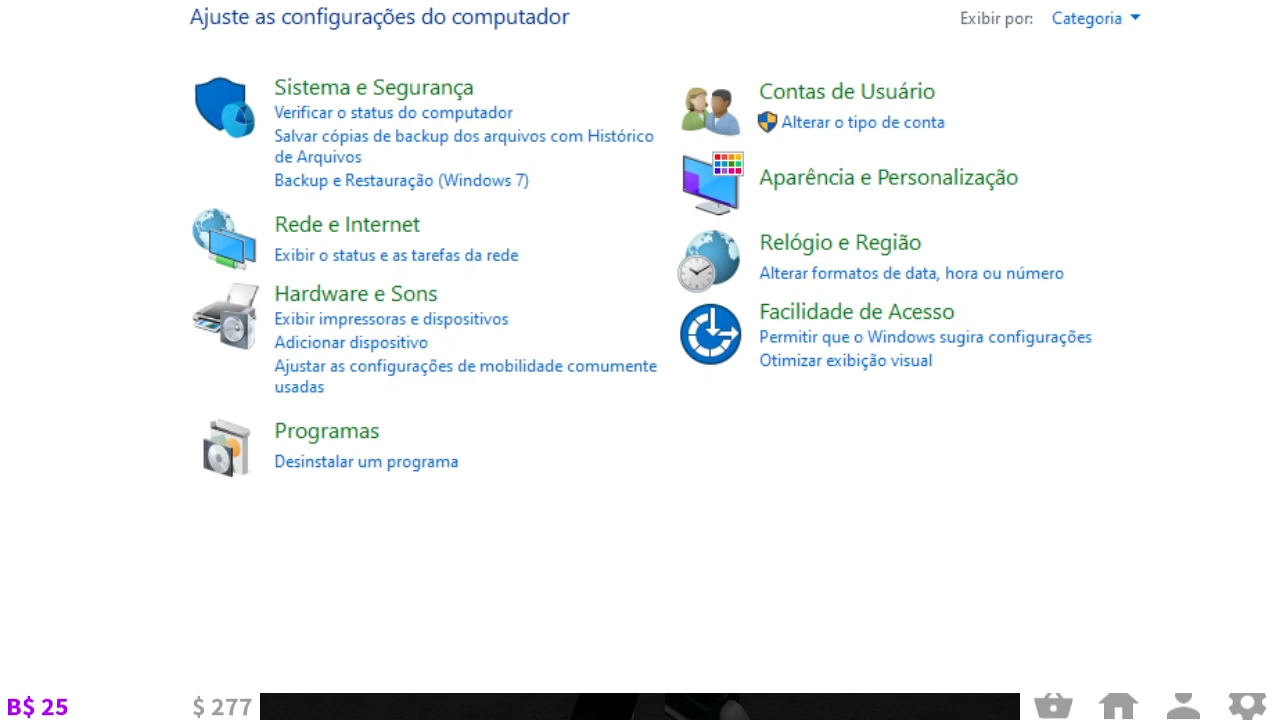 Ajuste as configurações do computador
Exibir por: Categoria
Sistema e Segurança
Verificar o status do computador
Salvar cópias de backup dos arquivos com Histórico
de Arquivos
Backup e Restauração (Windows 7)
Rede e Internet
Exibir o status e as tarefas da rede
Hardware e Sons
Exibir impressoras e dispositivos
Adicionar dispositivo
Ajustar as configurações de mobilidade comumente
usadas
Programas
Desinstalar um programa
Contas de Usuário
Alterar o tipo de conta
Aparência e Personalização
Relógio e Região
Alterar formatos de data, hora ou número
Facilidade de Acesso
Permitir que o Windows sugira configurações
Otimizar exibição visual
B$ 25
$ 277